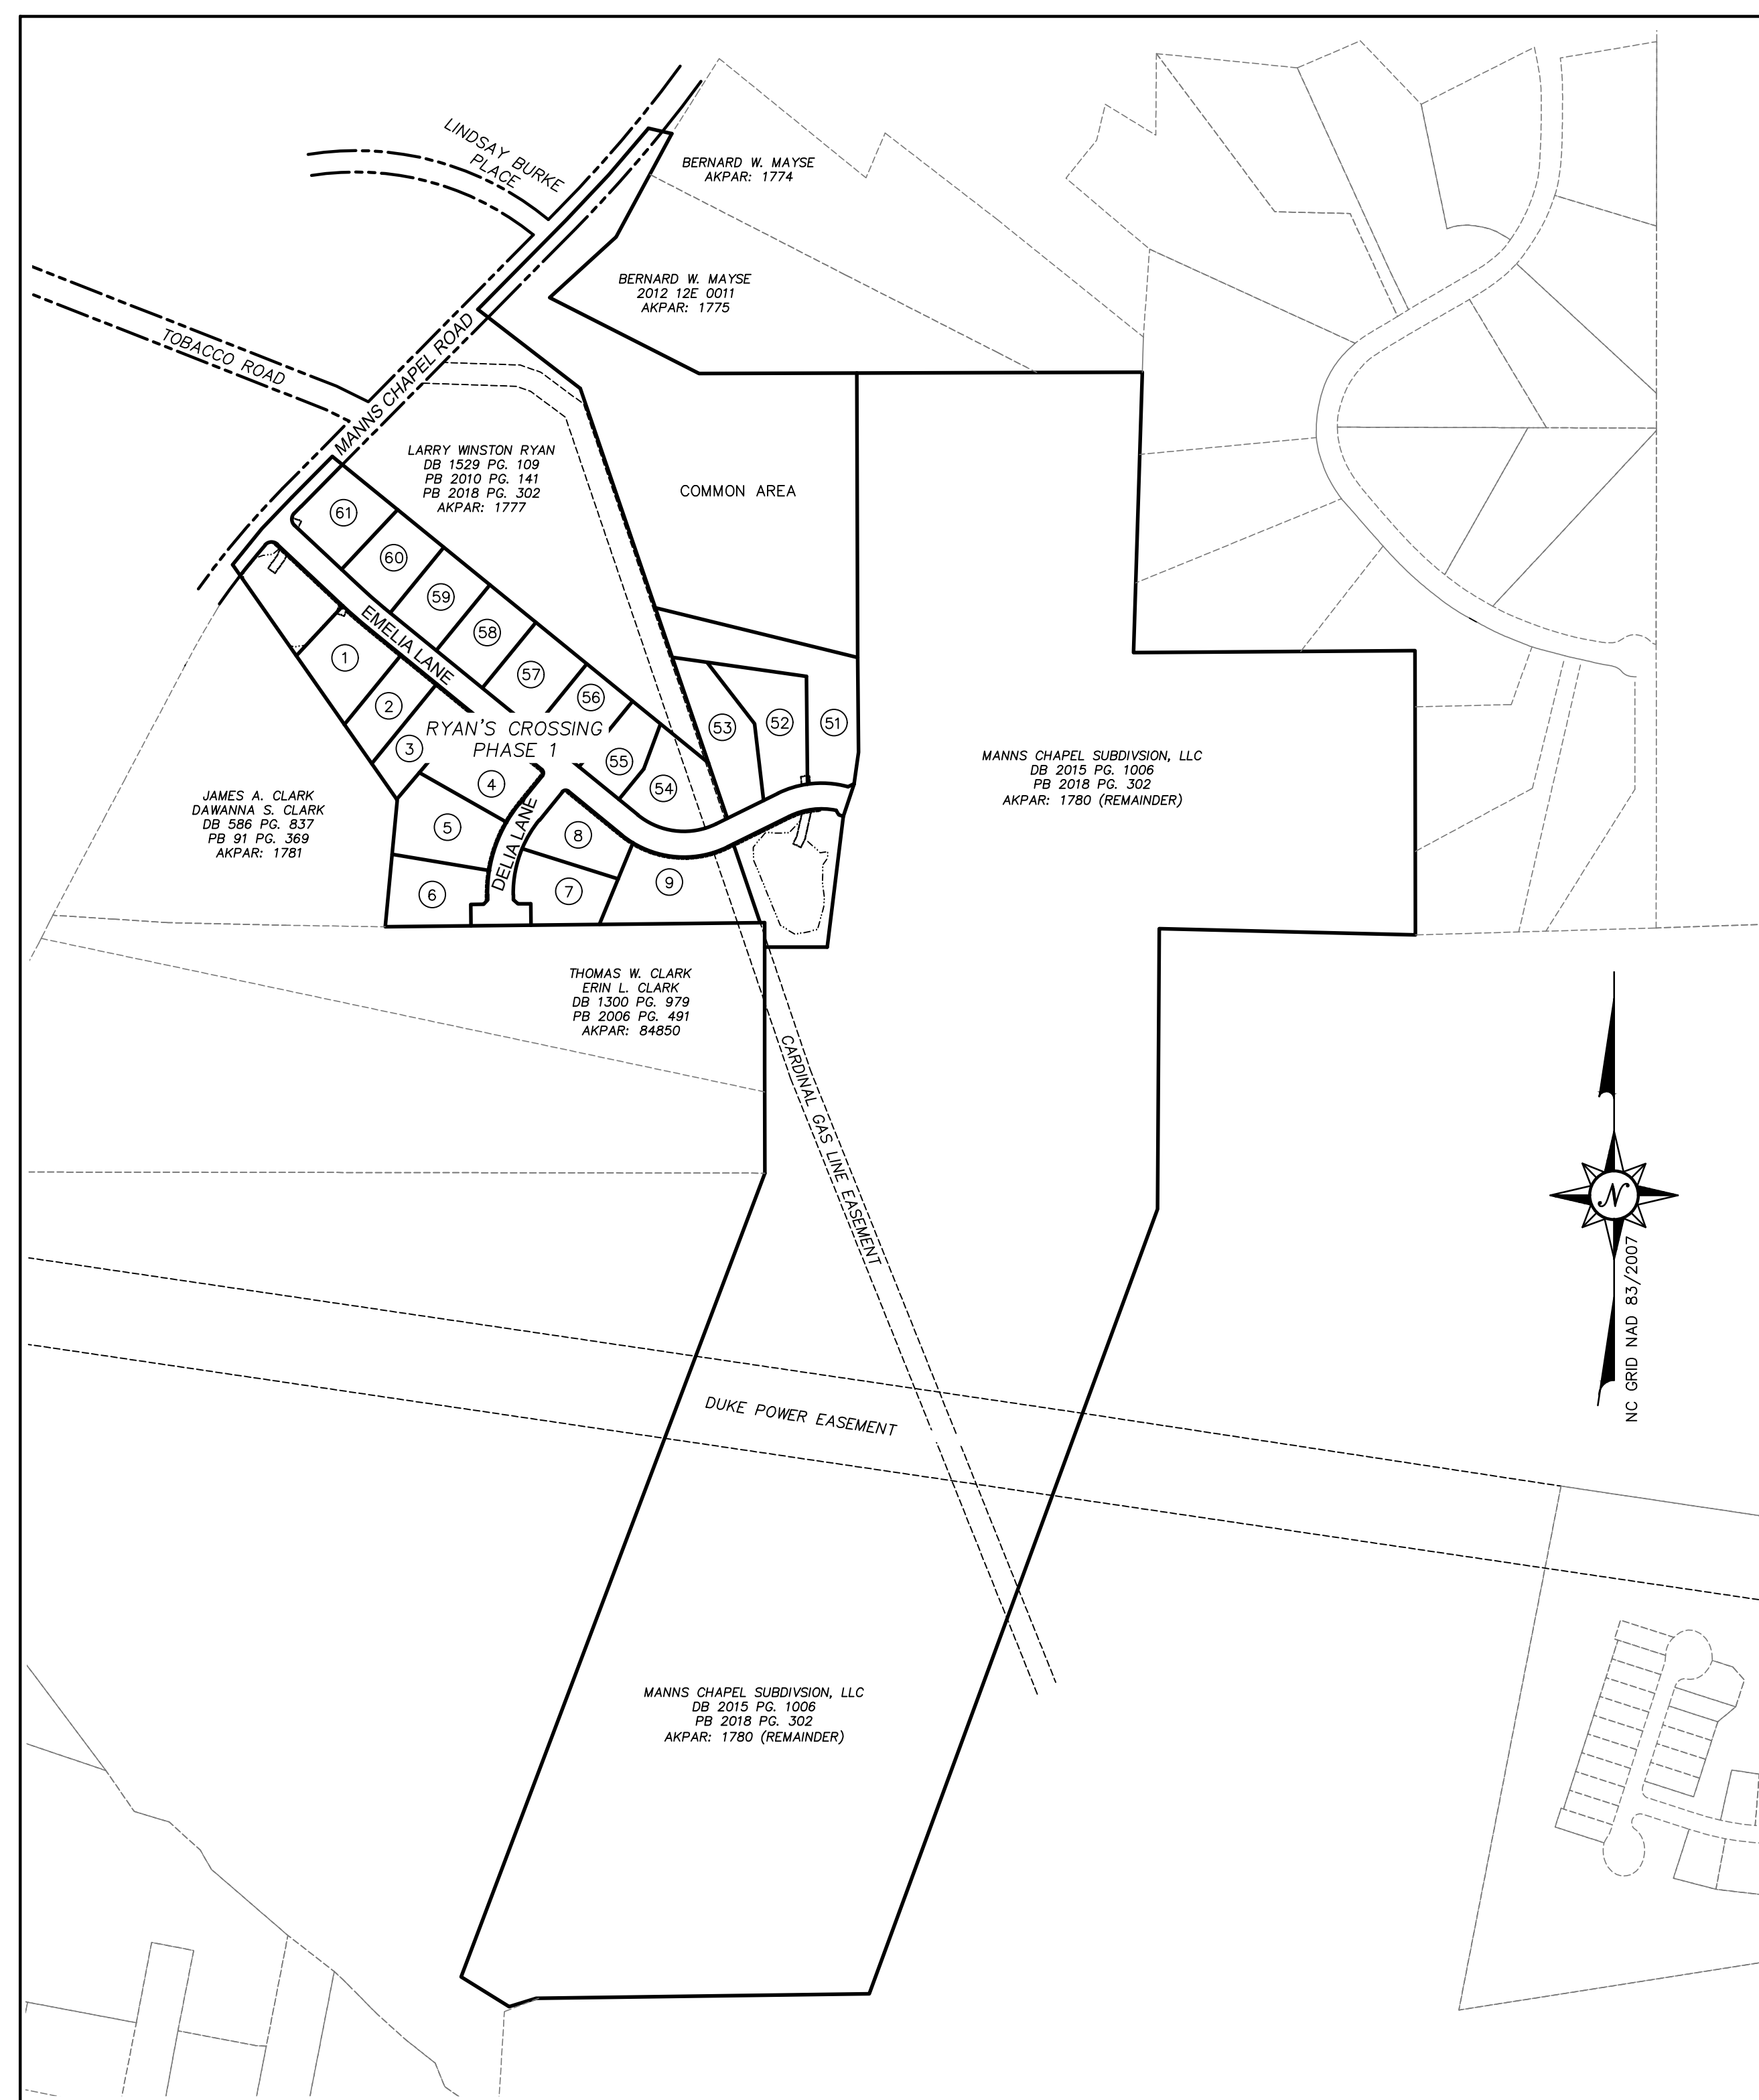 LINDSAY BURKE
PLACE
BERNARD W. MAYSE
AKPAR: 1774
BERNARD W. MAYSE
2012 12E 0011
AKPAR: 1775
TOBACCO ROAD
MANNS CHAPEL ROAD
LARRY WINSTON RYAN
DB 1529 PG. 109
PB 2010 PG. 141
PB 2018 PG. 302
AKPAR: 1777
COMMON AREA
61
60
59
58
57
56
55
54
53
52
51
EMELIA LANE
1
2
3
RYAN'S CROSSING
PHASE 1
4
5
6
DELIA LANE
8
7
9
MANNS CHAPEL SUBDIVSION, LLC
DB 2015 PG. 1006
PB 2018 PG. 302
AKPAR: 1780 (REMAINDER)
JAMES A. CLARK
DAWANNA S. CLARK
DB 586 PG. 837
PB 91 PG. 369
AKPAR: 1781
THOMAS W. CLARK
ERIN L. CLARK
DB 1300 PG. 979
PB 2006 PG. 491
AKPAR: 84850
CARDINAL GAS LINE EASEMENT
N
NC GRID NAD 83/2007
DUKE POWER EASEMENT
MANNS CHAPEL SUBDIVSION, LLC
DB 2015 PG. 1006
PB 2018 PG. 302
AKPAR: 1780 (REMAINDER)